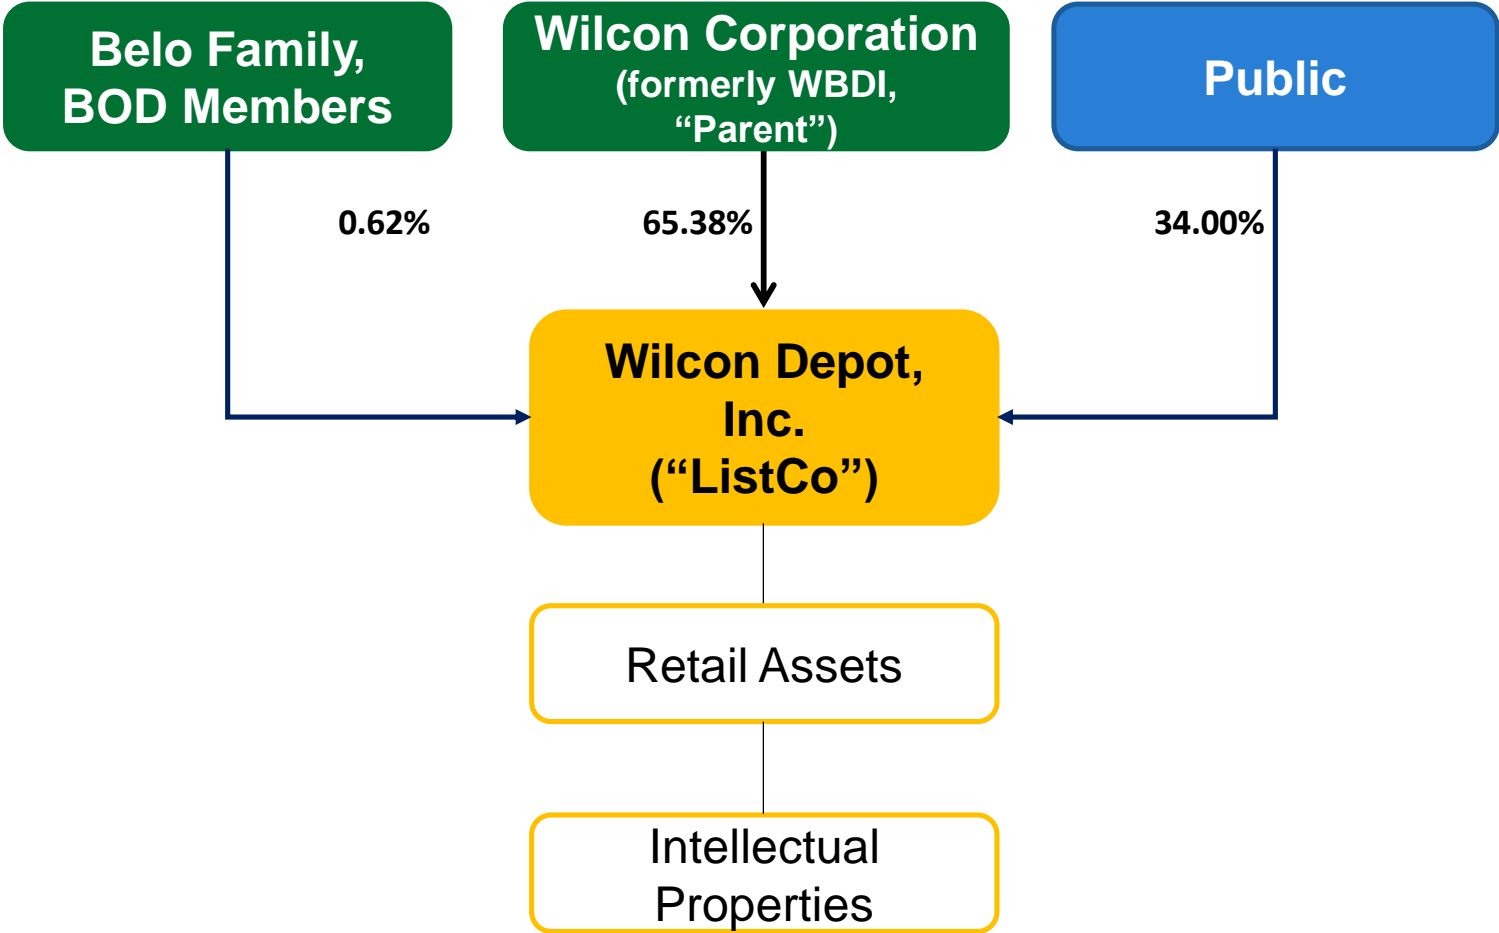 Belo Family,
BOD Members
Wilcon Corporation
(formerly WBDI,
“Parent”)
Public
0.62%
65.38%
34.00%
Wilcon Depot,
Inc.
(“ListCo”)
Retail Assets
Intellectual
Properties